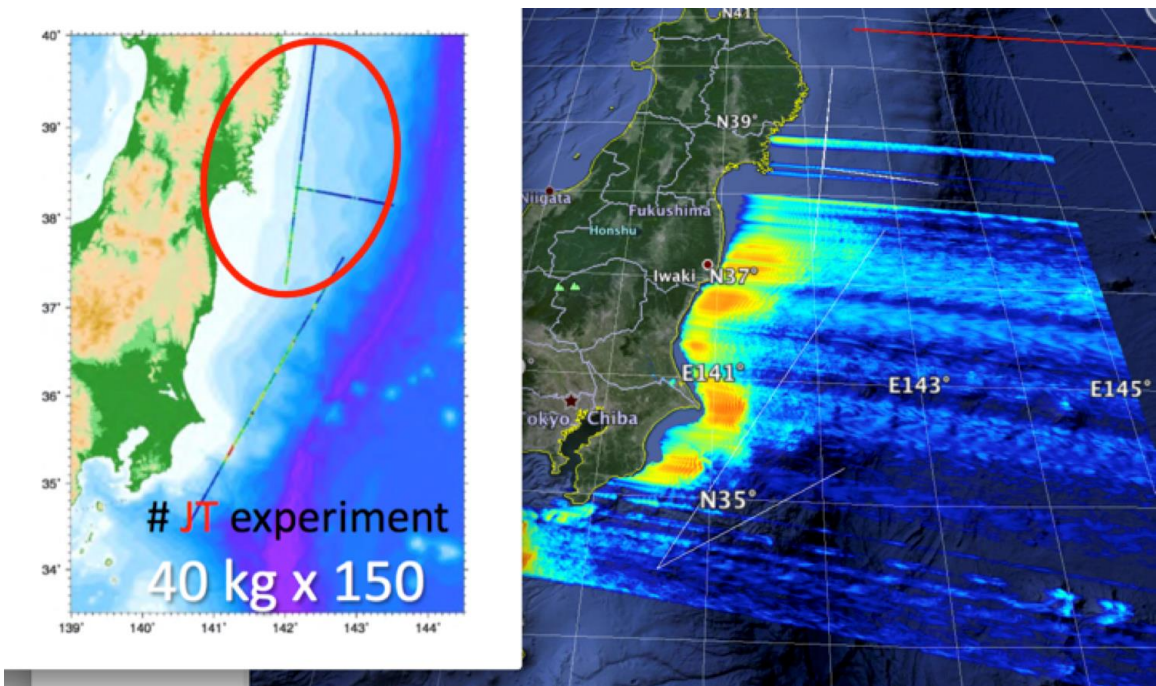 40°
39°
38°
37°
36°
35°
34°
139°
140°
141°
142°
143°
144°
# JT experiment
40 kg x 150
N41°
N39°
Niigata
Fukushima
Honshu
Iwaki N37°
E141°
E143°
E145°
Tokyo Chiba
N35°